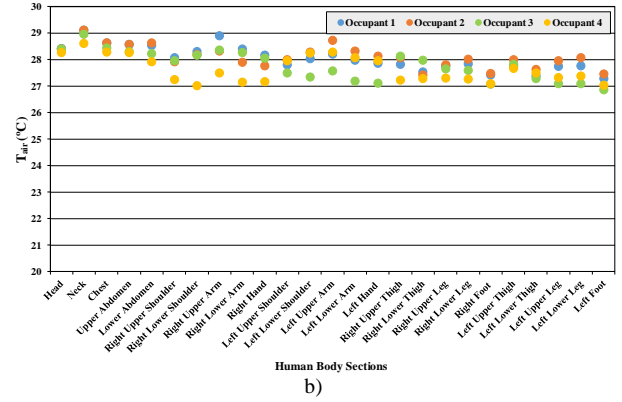 Occupant 1 Occupant 2 Occupant 3 Occupant 4
T air (ºC)
30
29
28
27
26
25
24
23
22
21
20
Head
Neck
Chest
Upper Abdomen
Lower Abdomen
Right Upper Shoulder
Right Lower Shoulder
Right Upper Arm
Right Lower Arm
Right Hand
Left Upper Shoulder
Left Lower Shoulder
Left Upper Arm
Left Lower Arm
Left Hand
Right Upper Thigh
Right Lower Thigh
Right Upper Leg
Right Lower Leg
Right Foot
Left Upper Thigh
Left Lower Thigh
Left Upper Leg
Left Lower Leg
Left Foot
Human Body Sections
b)